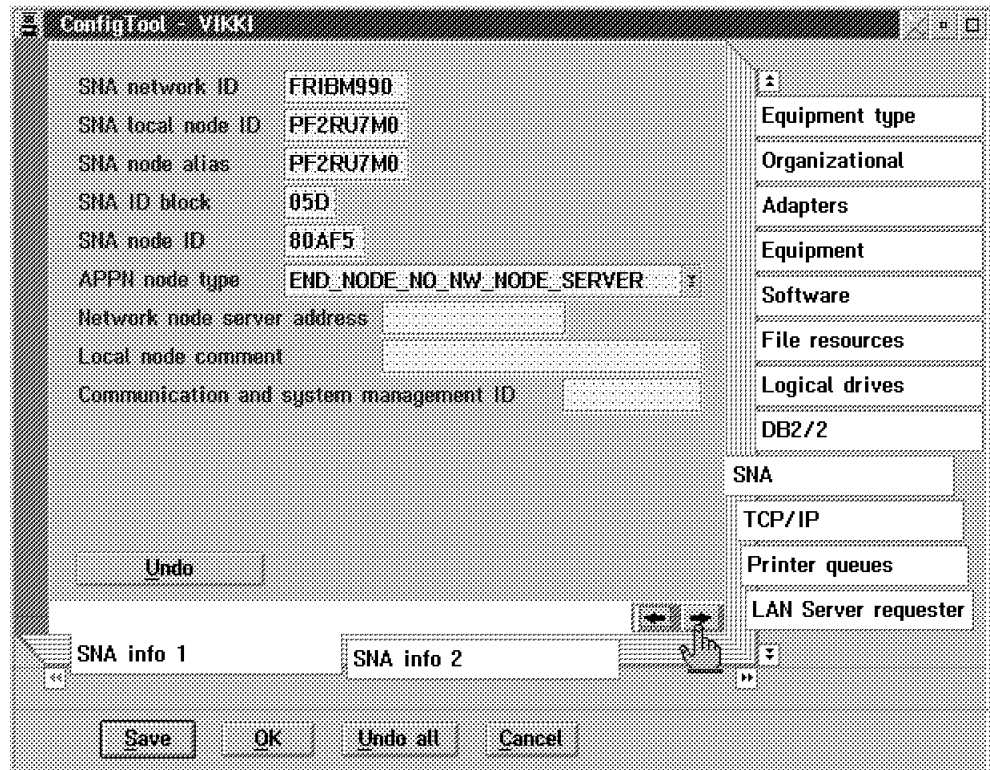 ConfigTool - VIKKI
SNA network ID FRIBM990
SNA local node ID PF2RU7M0
SNA node alias PF2RU7M0
SNA ID block 05D
SNA node ID 80AF5
APPN node type END_NODE_NO_NW_NODE_SERVER
Network node server address
Local node comment
Communication and system management ID
Undo
SNA info 1
SNA info 2
Equipment type
Organizational
Adapters
Equipment
Software
File resources
Logical drives
DB2/2
SNA
TCP/IP
Printer queues
LAN Server requester
Save OK Undo all Cancel